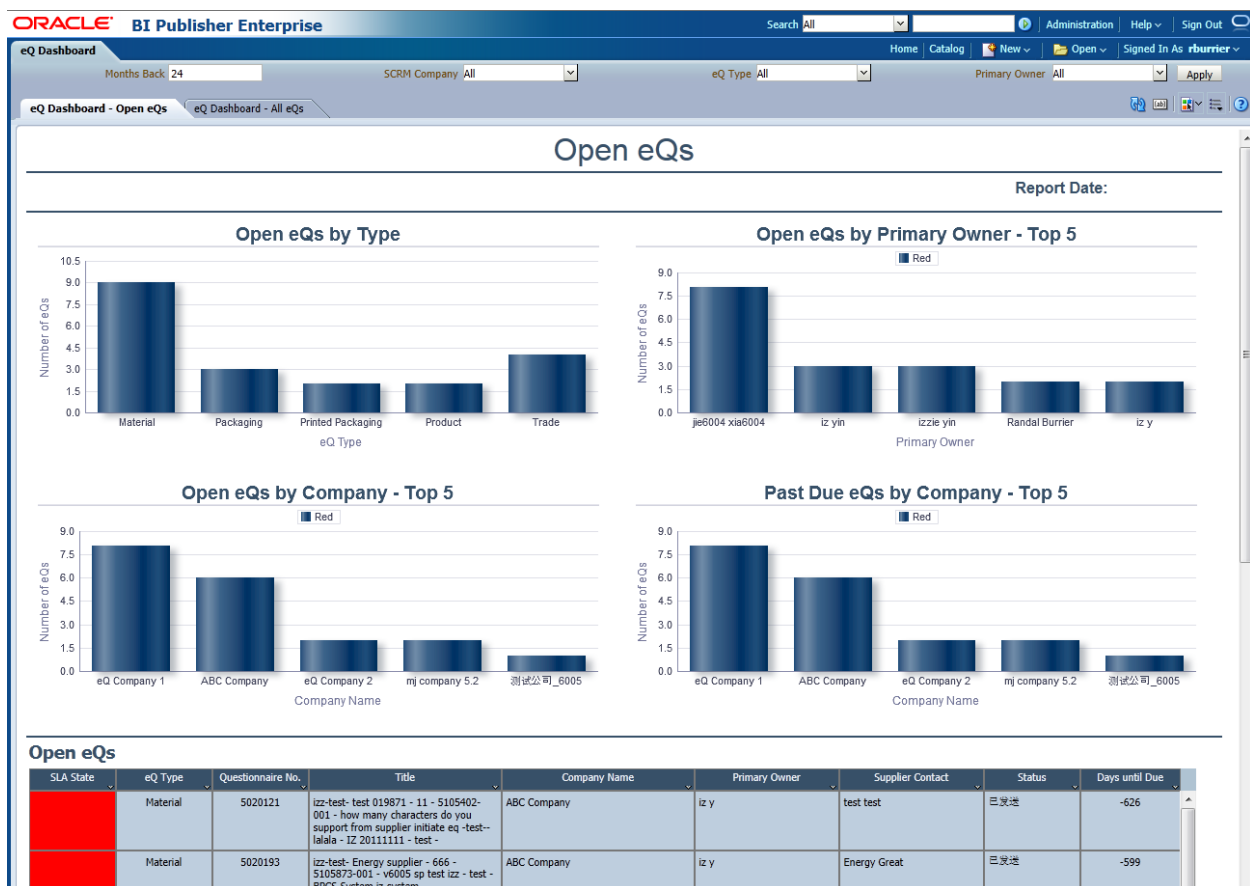 ORACLE BI Publisher Enterprise
Search All Administration Help Sign Out
eQ Dashboard
Home Catalog New Open Signed In As rburrier
Months Back 24 SCRM Company All eQ Type All Primary Owner All Apply
eQ Dashboard - Open eQs eQ Dashboard - All eQs
Open eQs
Report Date:
Open eQs by Type
10.5
9.0
7.5
6.0
4.5
3.0
1.5
0.0
Number of eQs
Material Packaging Printed Packaging Product Trade
eQ Type
Open eQs by Primary Owner - Top 5
Red
9.0
7.5
6.0
4.5
3.0
1.5
0.0
Number of eQs
jie6004 xia6004 iz yin izzie yin Randal Burrier iz y
Primary Owner
Open eQs by Company - Top 5
Red
9.0
7.5
6.0
4.5
3.0
1.5
0.0
Number of eQs
eQ Company 1 ABC Company eQ Company 2 mj company 5.2 测试公司_6005
Company Name
Past Due eQs by Company - Top 5
Red
9.0
7.5
6.0
4.5
3.0
1.5
0.0
Number of eQs
eQ Company 1 ABC Company eQ Company 2 mj company 5.2 测试公司_6005
Company Name
Open eQs
SLA State eQ Type Questionnaire No. Title Company Name Primary Owner Supplier Contact Status Days until Due
Material 5020121 izz-test- test 019871 - 11 - 5105402-
001 - how many characters do you
support from supplier initiate eq -test--
lalala - IZ 20111111 - test -
ABC Company iz y test test 已发送 -626
Material 5020193 izz-test- Energy supplier - 666 -
5105873-001 - v6005 sp test izz - test -
ABC Company iz y Energy Great 已发送 -599